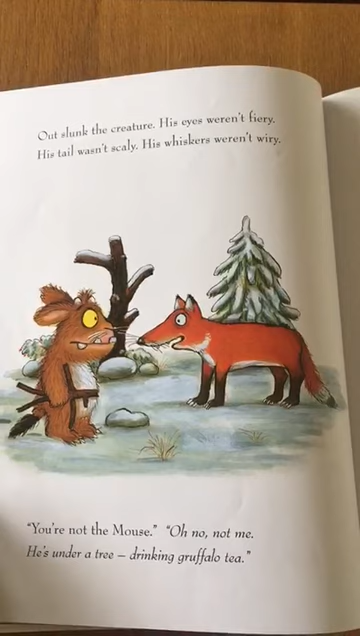 Out slunk the creature. His eyes weren't fiery.
His tail wasn't scaly. His whiskers weren't wiry.
"You're not the Mouse." "Oh no, not me.
He's under a tree – drinking gruffalo tea."